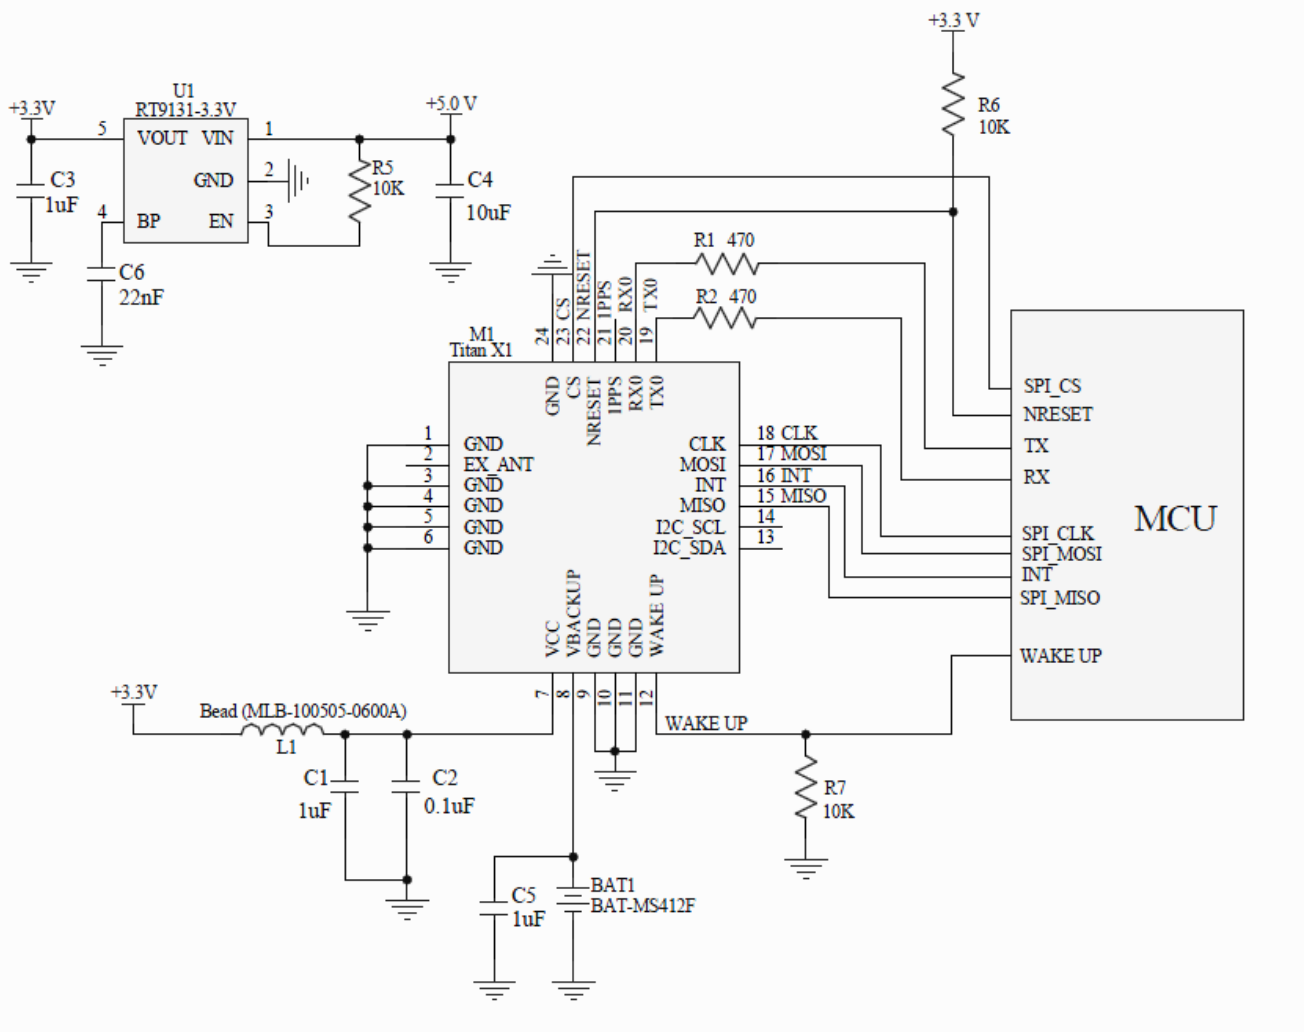 +3.3 V
R6
10K
U1
RT9131-3.3V
+3.3V
+5.0 V
5
VOUT VIN
1
GND
2
4
BP
EN
3
C3
1uF
R5
10K
C4
10uF
C6
22nF
R1 470
R2 470
M1
Titan X1
24
23 CS
22 NRESET
21 1PPS
20 RX0
19 TX0
GND
CS
NRESET
1PPS
RX0
TX0
1
GND
2
EX_ANT
3
GND
4
GND
5
GND
6
GND
CLK
18 CLK
MOSI
17 MOSI
INT
16 INT
MISO
15 MISO
I2C_SCL
14
I2C_SDA
13
VCC
VBACKUP
GND
GND
GND
WAKE UP
7
8
9
10
11
12
SPI_CS
NRESET
TX
RX
MCU
SPI_CLK
SPI_MOSI
INT
SPI_MISO
WAKE UP
WAKE UP
+3.3V
Bead (MLB-100505-0600A)
L1
C1
1uF
C2
0.1uF
R7
10K
C5
1uF
BAT1
BAT-MS412F